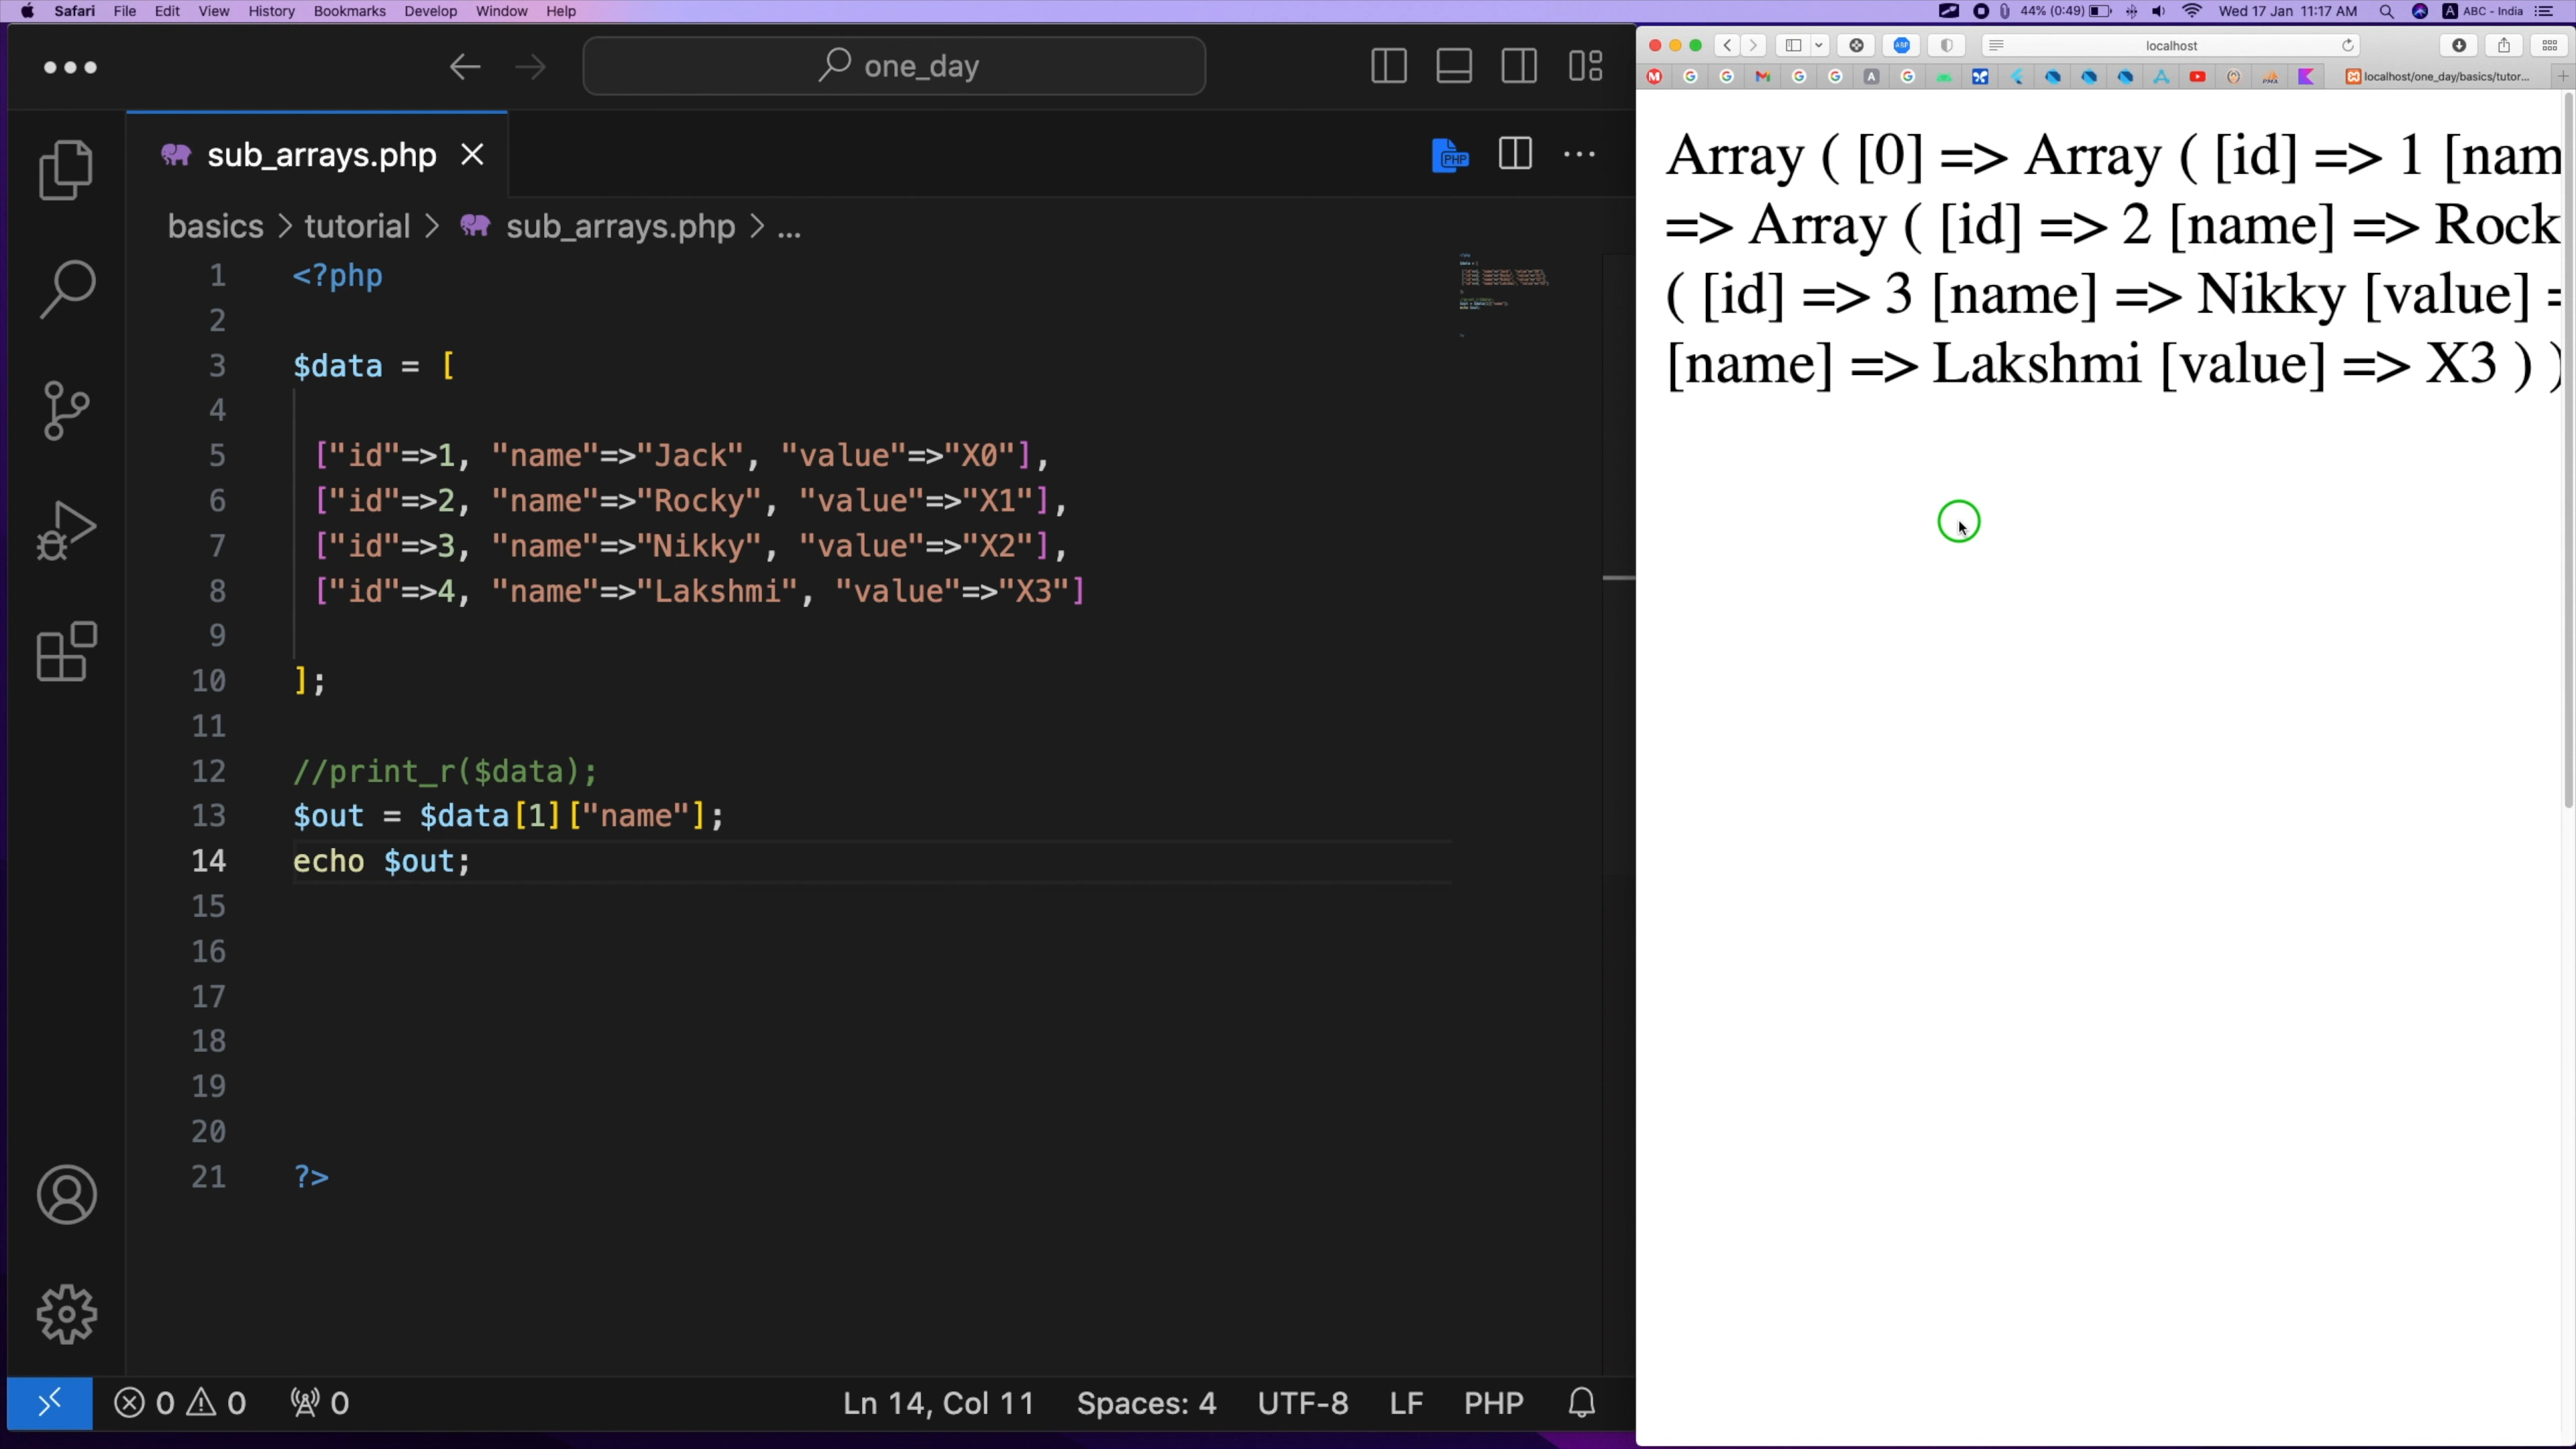 Safari File Edit View History Bookmarks Develop Window Help
44% (0:49) Wed 17 Jan 11:17 AM A ABC - India
one_day
localhost
ABP
sub_arrays.php
PHP
localhost/one_day/basics/tutor...
basics > tutorial > sub_arrays.php > ...
1 <?php
2
3 $data = [
4
5 ["id"=>1, "name"=>"Jack", "value"=>"X0"],
6 ["id"=>2, "name"=>"Rocky", "value"=>"X1"],
7 ["id"=>3, "name"=>"Nikky", "value"=>"X2"],
8 ["id"=>4, "name"=>"Lakshmi", "value"=>"X3"]
9
10 ];
11
12 //print_r($data);
13 $out = $data[1]["name"];
14 echo $out;
15
16
17
18
19
20
21 ?>
0 0 0 Ln 14, Col 11 Spaces: 4 UTF-8 LF PHP
Array ( [0] => Array ( [id] => 1 [nam
=> Array ( [id] => 2 [name] => Rock
( [id] => 3 [name] => Nikky [value] =
[name] => Lakshmi [value] => X3 ) )